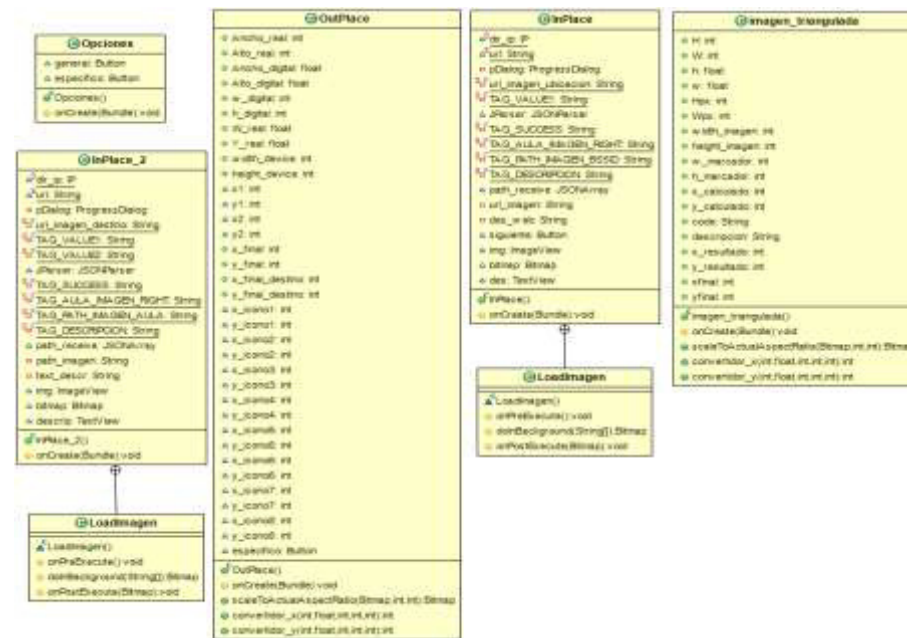 Opciones
general: Button
especifico: Button
Opciones()
onCreate(Bundle):void
InPlace_2
dir_ip: IP
url: String
pDialog: ProgressDialog
url_imagen_destino: String
TAG_VALUE1: String
TAG_VALUE2: String
JParser: JSONParser
TAG_SUCCESS: String
TAG_AULA_IMAGEN_RIGHT: String
TAG_PATH_IMAGEN_AULA: String
TAG_DESCRIPCION: String
path_receive: JSONArray
path_imagen: String
text_descr: String
img: ImageView
bitmap: Bitmap
descrip: TextView
InPlace_2()
onCreate(Bundle):void
LoadImagen
LoadImagen()
onPreExecute():void
doInBackground(String[]):Bitmap
onPostExecute(Bitmap):void
OutPlace
Ancho_real: int
Alto_real: int
Ancho_digital: float
Alto_digital: float
w_digital: int
h_digital: int
Y_real: float
width_device: int
height_device: int
x1: int
y1: int
x2: int
y2: int
x_final: int
y_final: int
x_final_destino: int
y_final_destino: int
x_icono1: int
y_icono1: int
x_icono2: int
y_icono2: int
x_icono3: int
y_icono3: int
x_icono4: int
y_icono4: int
x_icono5: int
y_icono5: int
x_icono6: int
y_icono6: int
x_icono7: int
y_icono7: int
x_icono8: int
y_icono8: int
especifico: Button
OutPlace()
onCreate(Bundle):void
scaleToActualAspectRatio(Bitmap,int,int):Bitmap
convertidor_x(int,float,int,int,int):int
convertidor_y(int,float,int,int,int):int
InPlace
dir_ip: IP
url: String
pDialog: ProgressDialog
url_imagen_ubicacion: String
TAG_VALUE1: String
JParser: JSONParser
TAG_SUCCESS: String
TAG_AULA_IMAGEN_RIGHT: String
TAG_PATH_IMAGEN_BSSID: String
TAG_DESCRIPCION: String
path_receive: JSONArray
url_imagen: String
siguiente: Button
img: ImageView
bitmap: Bitmap
des: TextView
InPlace()
onCreate(Bundle):void
LoadImagen
LoadImagen()
onPreExecute():void
doInBackground(String[]):Bitmap
onPostExecute(Bitmap):void
imagen_triangulada
H: int
W: int
h: float
w: float
Hpx: int
Wpx: int
width_imagen: int
height_imagen: int
w_marcador: int
h_marcador: int
x_calculado: int
y_calculado: int
code: String
descripcion: String
x_resultado: int
y_resultado: int
xfinal: int
yfinal: int
imagen_triangulada()
onCreate(Bundle):void
scaleToActualAspectRatio(Bitmap,int,int):Bitmap
convertidor_x(int,float,int,int,int):int
convertidor_y(int,float,int,int,int):int